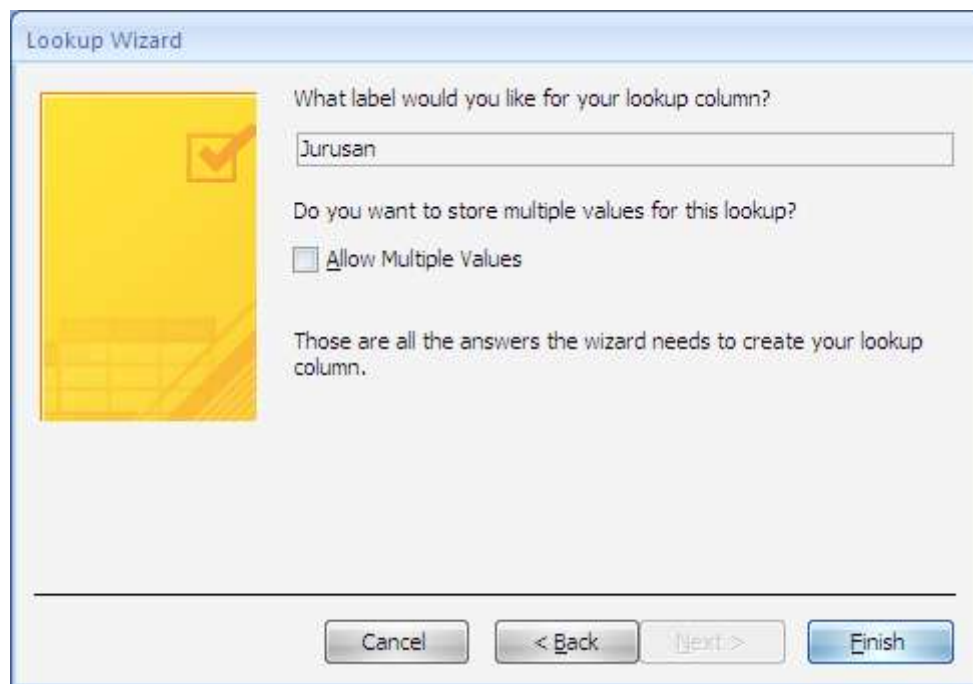 Lookup Wizard
What label would you like for your lookup column?
Jurusan
Do you want to store multiple values for this lookup?
Allow Multiple Values
Those are all the answers the wizard needs to create your lookup
column.
Cancel
< Back
Next >
Finish